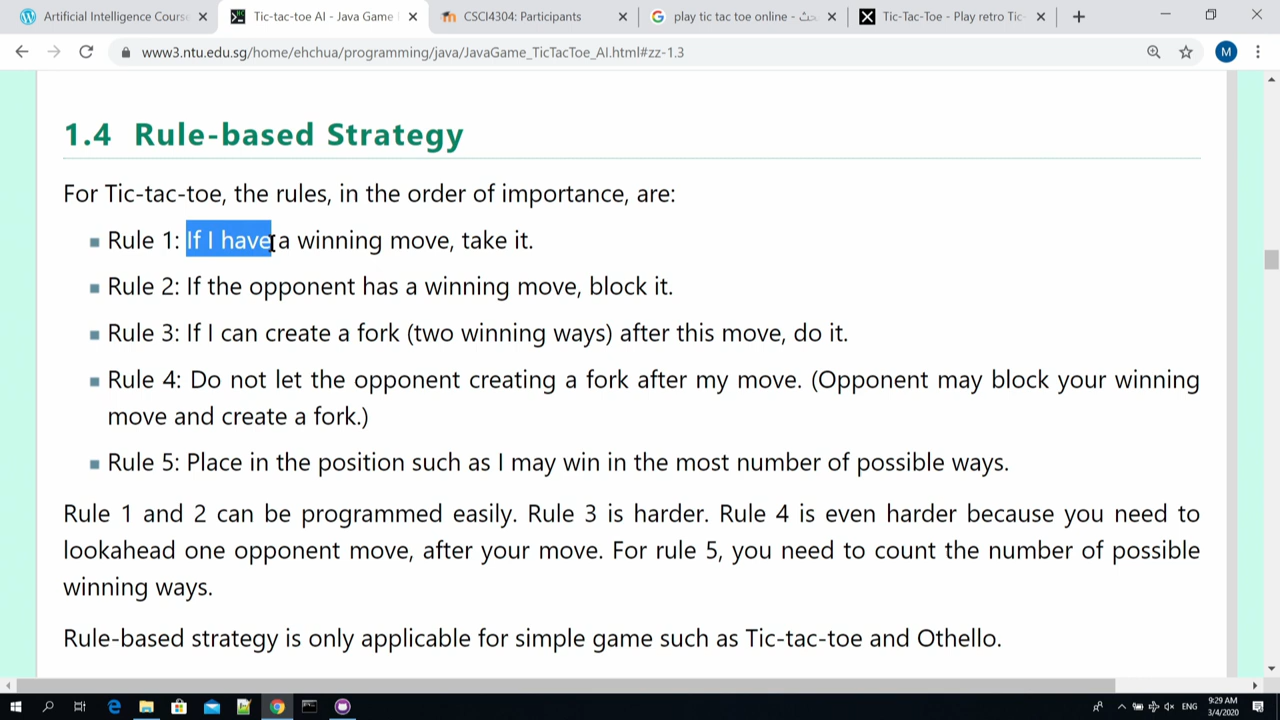 Artificial Intelligence Course
Tic-tac-toe AI - Java Game
CSCI4304: Participants
play tic tac toe online - بحث
Tic-Tac-Toe - Play retro Tic-
www3.ntu.edu.sg/home/ehchua/programming/java/JavaGame_TicTacToe_AI.html#zz-1.3
M
1.4 Rule-based Strategy
For Tic-tac-toe, the rules, in the order of importance, are:
Rule 1: If I have a winning move, take it.
Rule 2: If the opponent has a winning move, block it.
Rule 3: If I can create a fork (two winning ways) after this move, do it.
Rule 4: Do not let the opponent creating a fork after my move. (Opponent may block your winning
move and create a fork.)
Rule 5: Place in the position such as I may win in the most number of possible ways.
Rule 1 and 2 can be programmed easily. Rule 3 is harder. Rule 4 is even harder because you need to
lookahead one opponent move, after your move. For rule 5, you need to count the number of possible
winning ways.
Rule-based strategy is only applicable for simple game such as Tic-tac-toe and Othello.
ENG
9:29 AM
3/4/2020